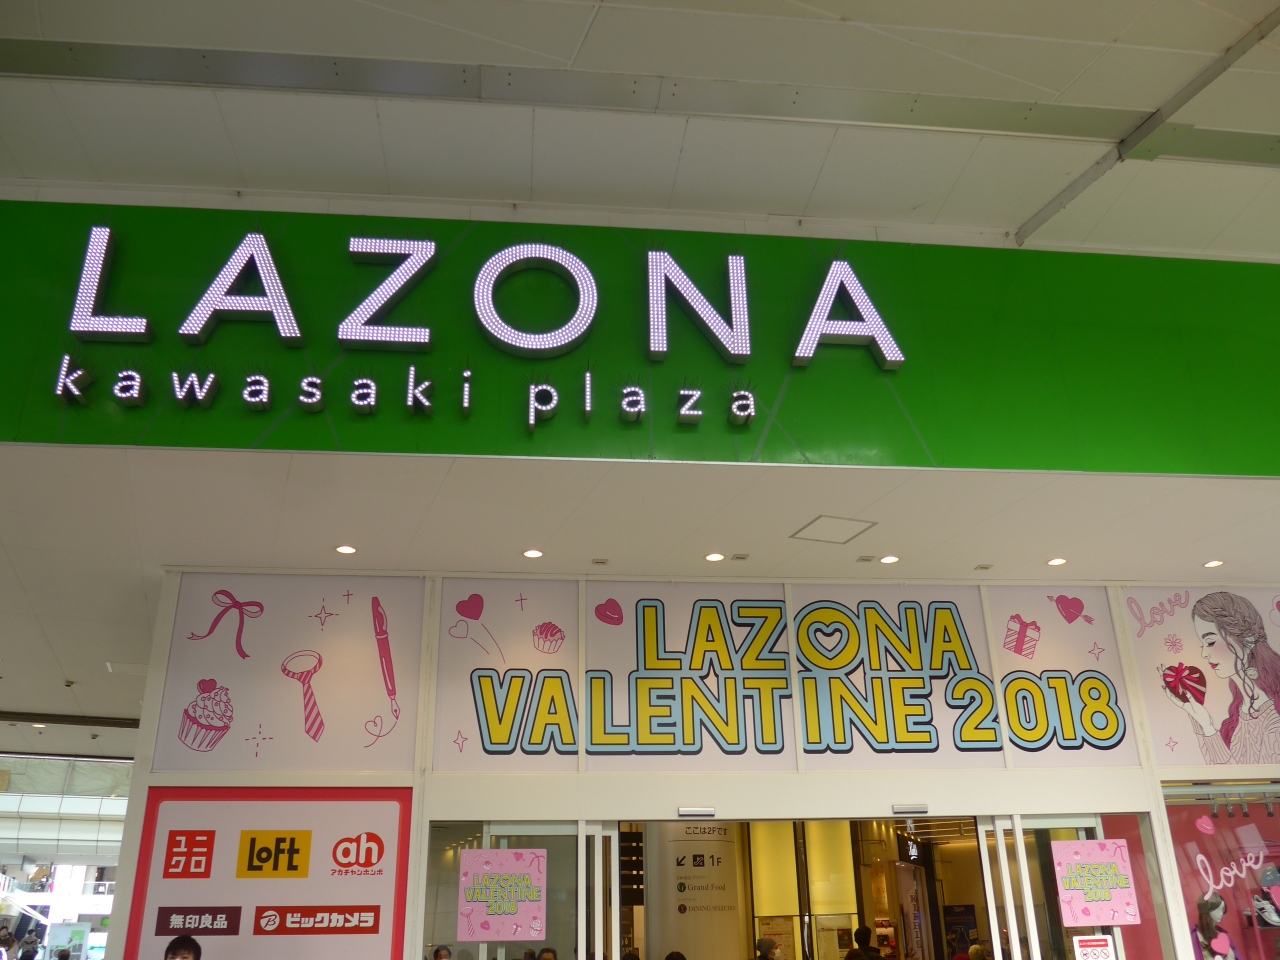 LAZONA
kawasaki plaza
LAZONA
VALENTINE 2018
love
ユニ
クロ
LOFT
ah
アカチャンホンポ
無印良品
B ビックカメラ
LAZONA
VALENTINE
2018
ここは2Fです
1F
Grand Food
DINING SELECTION
LAZONA
VALENTINE
2018
love